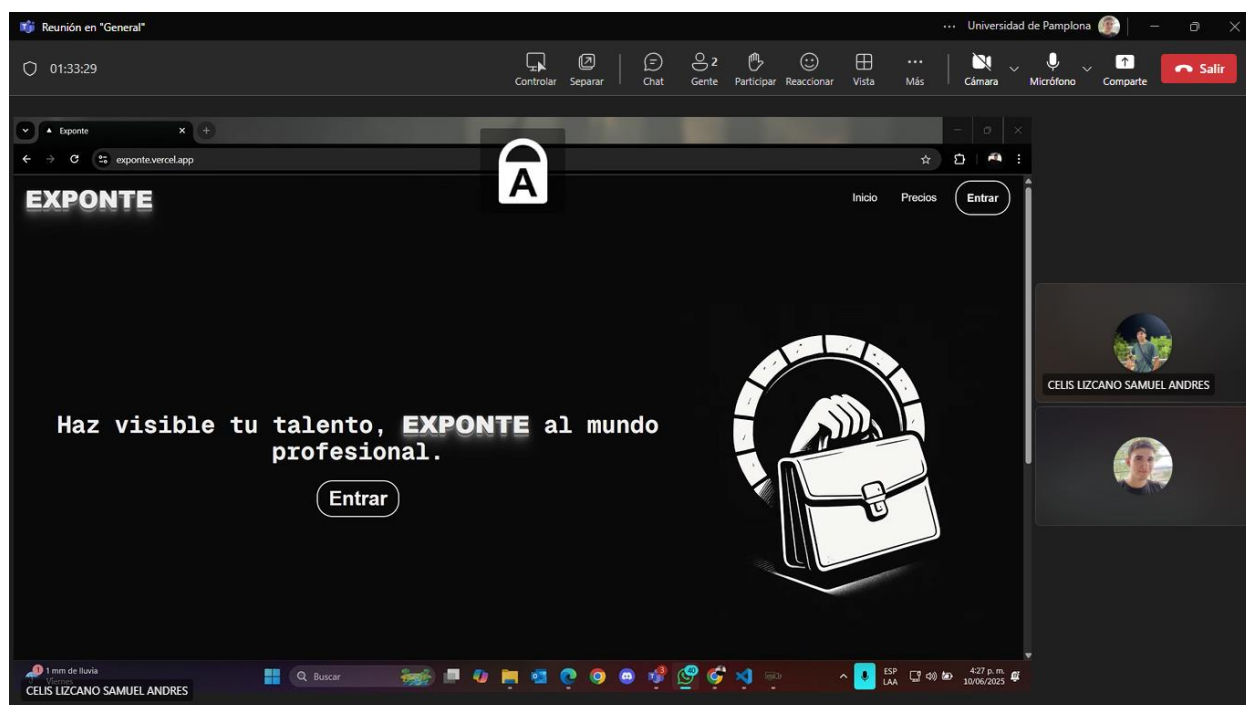 Reunión en "General"
··· Universidad de Pamplona
01:33:29
Controlar Separar Chat 2 Gente Participar Reaccionar Vista Más Cámara Micrófono Comparte Salir
Exponte
exponte.vercel.app
A
EXPONTE
Inicio Precios Entrar
Haz visible tu talento, EXPONTE al mundo
profesional.
Entrar
CELIS LIZCANO SAMUEL ANDRES
1 1 mm de lluvia
Viernes
CELIS LIZCANO SAMUEL ANDRES
Buscar
3
40
ESP
LAA
4:27 p. m.
10/06/2025